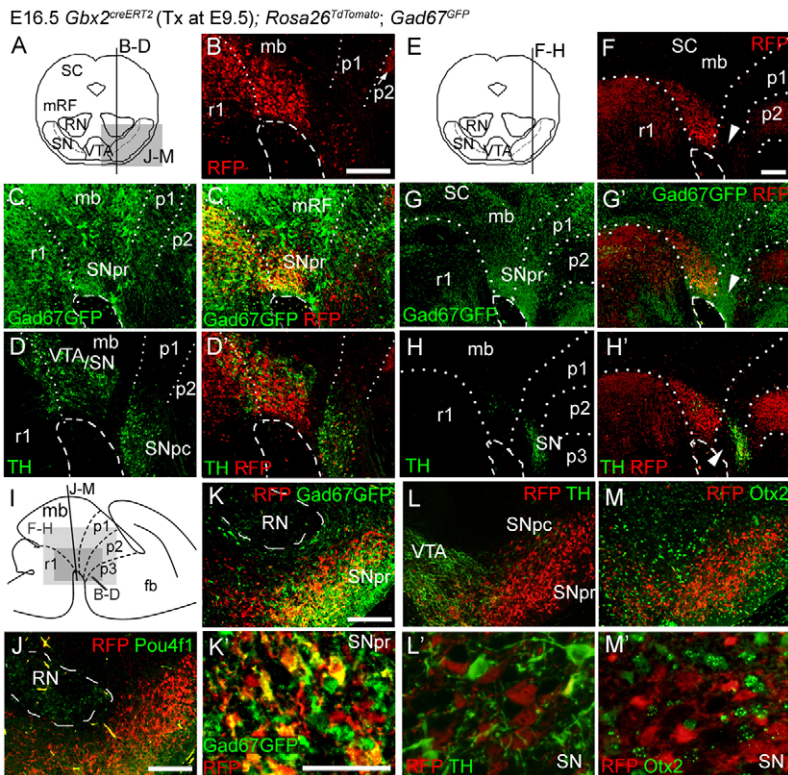 E16.5 Gbx2creERT2 (Tx at E9.5); Rosa26TdTomato; Gad67GFP
A
B-D
SC
mRF
RN
SN
VTA
J-M
B
mb
p1
p2
r1
RFP
E
F-H
SC
mRF
RN
SN
VTA
F
SC
RFP
mb
p1
r1
p2
C
mb
p1
p2
r1
SNpr
Gad67GFP
C'
mRF
SNpr
Gad67GFP RFP
G
SC
mb
p1
p2
r1
SNpr
Gad67GFP
G'
Gad67GFP RFP
D
mb
VTA/SN
p1
p2
r1
SNpc
TH
D'
TH RFP
H
mb
p1
p2
r1
SN
p3
TH
H'
TH RFP
I
J-M
mb
F-H
p1
p2
r1
p3
B-D
fb
K
RFP Gad67GFP
RN
SNpr
L
RFP TH
SNpc
VTA
SNpr
M
RFP Otx2
J
RFP Pou4f1
RN
K'
SNpr
Gad67GFP
RFP
L'
RFP TH
SN
M'
RFP Otx2
SN